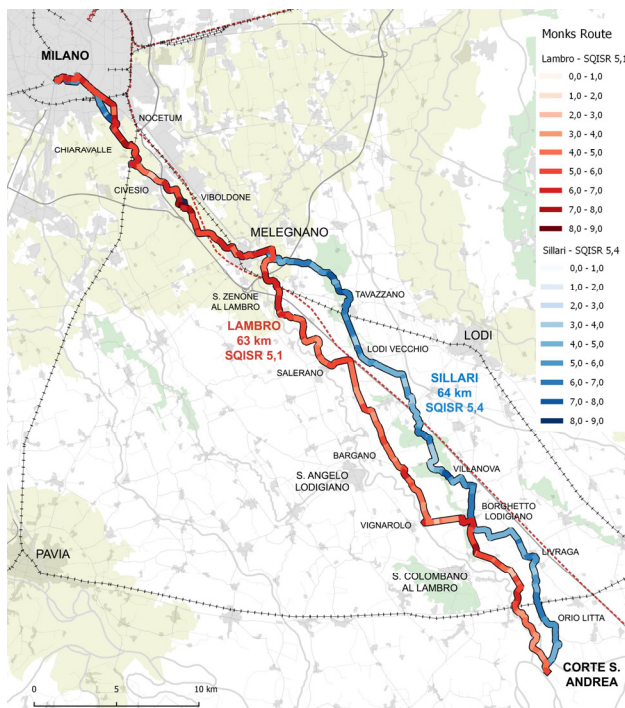 Monks Route
Lambro - SQISR 5,1
0,0 - 1,0
1,0 - 2,0
2,0 - 3,0
3,0 - 4,0
4,0 - 5,0
5,0 - 6,0
6,0 - 7,0
7,0 - 8,0
8,0 - 9,0
Sillari - SQISR 5,4
0,0 - 1,0
1,0 - 2,0
2,0 - 3,0
3,0 - 4,0
4,0 - 5,0
5,0 - 6,0
6,0 - 7,0
7,0 - 8,0
8,0 - 9,0
MILANO
NOCETUM
CHIARAVALLE
CIVESIO
VIBOLDONE
MELEGNANO
S. ZENONE
AL LAMBRO
TAVAZZANO
LAMBRO
63 km
SQISR 5,1
LODI
LODI VECCHIO
SALERANO
SILLARI
64 km
SQISR 5,4
BARGANO
VILLANOVA
S. ANGELO
LODIGIANO
BORGHETTO
LODIGIANO
VIGNAROLO
PAVIA
LIVRAGA
S. COLOMBANO
AL LAMBRO
ORIO LITTA
CORTE S.
ANDREA
0 5 10 km